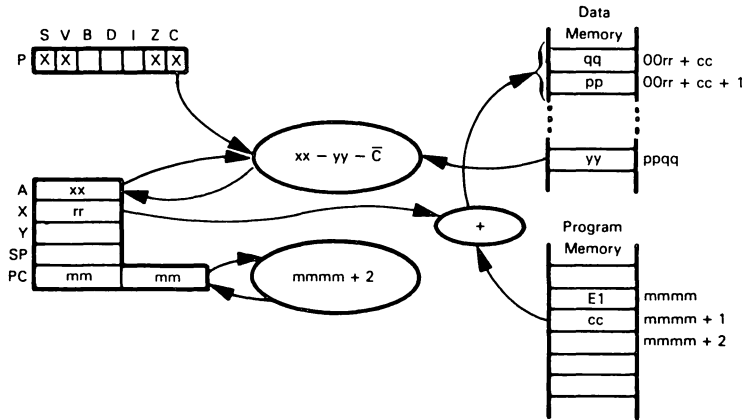 S V B D I Z C
P X X X X
Data
Memory
qq 00rr + cc
pp 00rr + cc + 1
yy ppqq
xx – yy – C̅
A xx
X rr
Y
SP
PC mm mm
mmmm + 2
+
Program
Memory
E1 mmmm
cc mmmm + 1
mmmm + 2